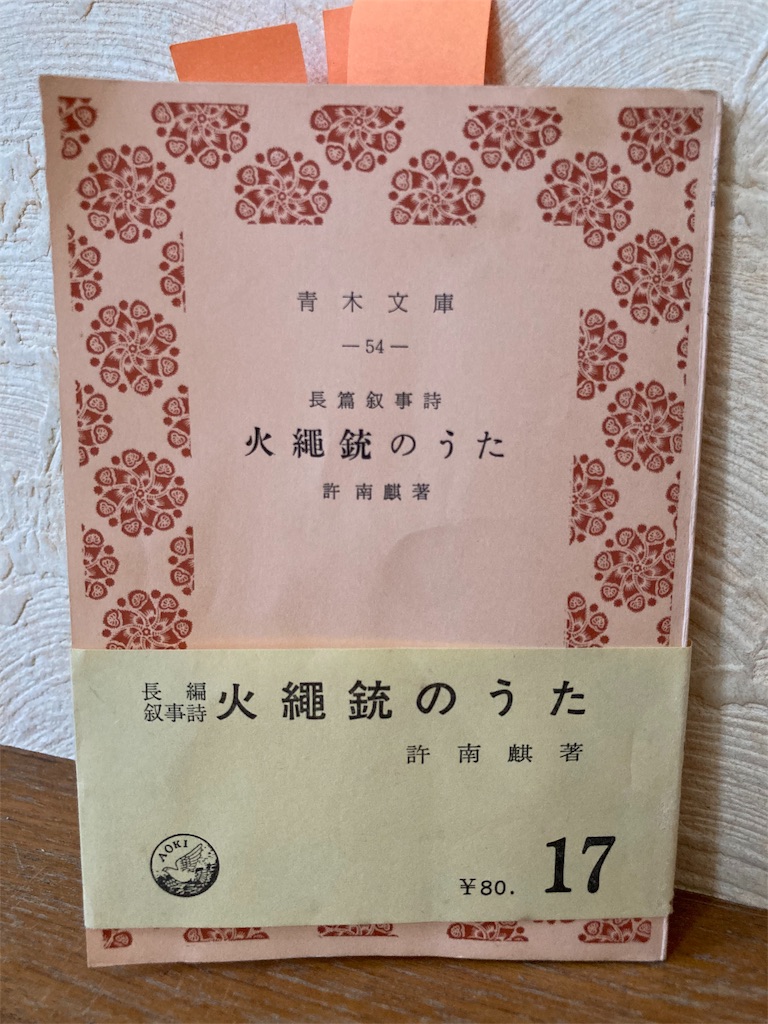 青木文庫
—54—
長篇叙事詩
火繩銃のうた
許南麒著
長編
叙事詩
火繩銃のうた
許南麒著
AOKI
￥80.
17